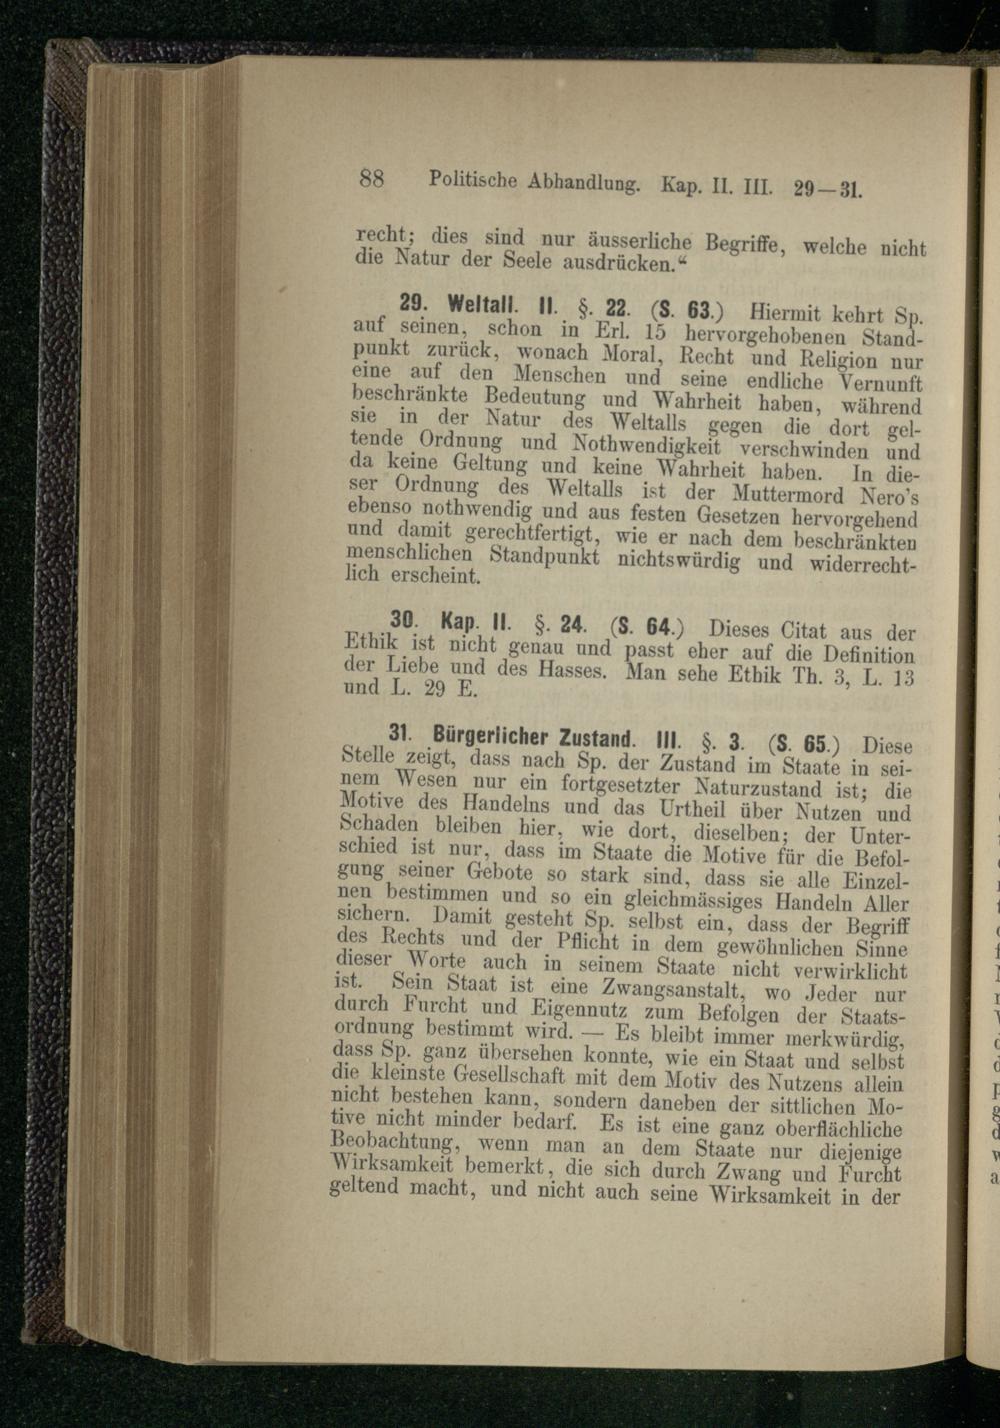 88 Politische Abhandlung. Kap. II. III. 29—31.
recht; dies sind nur äusserliche Begriffe, welche nicht
die Natur der Seele ausdrücken.“
29. Weltall. II. §. 22. (S. 63.) Hiermit kehrt Sp.
auf seinen, schon in Erl. 15 hervorgehobenen Stand-
punkt zurück, wonach Moral, Recht und Religion nur
eine auf den Menschen und seine endliche Vernunft
beschränkte Bedeutung und Wahrheit haben, während
sie in der Natur des Weltalls gegen die dort gel-
tende Ordnung und Nothwendigkeit verschwinden und
da keine Geltung und keine Wahrheit haben. In die-
ser Ordnung des Weltalls ist der Muttermord Nero's
ebenso nothwendig und aus festen Gesetzen hervorgehend
und damit gerechtfertigt, wie er nach dem beschränkten
menschlichen Standpunkt nichtswürdig und widerrecht-
lich erscheint.
30. Kap. II. §. 24. (S. 64.) Dieses Citat aus der
Ethik ist nicht genau und passt eher auf die Definition
der Liebe und des Hasses. Man sehe Ethik Th. 3, L. 13
und L. 29 E.
31. Bürgerlicher Zustand. III. §. 3. (S. 65.) Diese
Stelle zeigt, dass nach Sp. der Zustand im Staate in sei-
nem Wesen nur ein fortgesetzter Naturzustand ist; die
Motive des Handelns und das Urtheil über Nutzen und
Schaden bleiben hier, wie dort, dieselben; der Unter-
schied ist nur, dass im Staate die Motive für die Befol-
gung seiner Gebote so stark sind, dass sie alle Einzel-
nen bestimmen und so ein gleichmässiges Handeln Aller
sichern. Damit gesteht Sp. selbst ein, dass der Begriff
des Rechts und der Pflicht in dem gewöhnlichen Sinne
dieser Worte auch in seinem Staate nicht verwirklicht
ist. Sein Staat ist eine Zwangsanstalt, wo Jeder nur
durch Furcht und Eigennutz zum Befolgen der Staats-
ordnung bestimmt wird. — Es bleibt immer merkwürdig,
dass Sp. ganz übersehen konnte, wie ein Staat und selbst
die kleinste Gesellschaft mit dem Motiv des Nutzens allein
nicht bestehen kann, sondern daneben der sittlichen Mo-
tive nicht minder bedarf. Es ist eine ganz oberflächliche
Beobachtung, wenn man an dem Staate nur diejenige
Wirksamkeit bemerkt, die sich durch Zwang und Furcht
geltend macht, und nicht auch seine Wirksamkeit in der